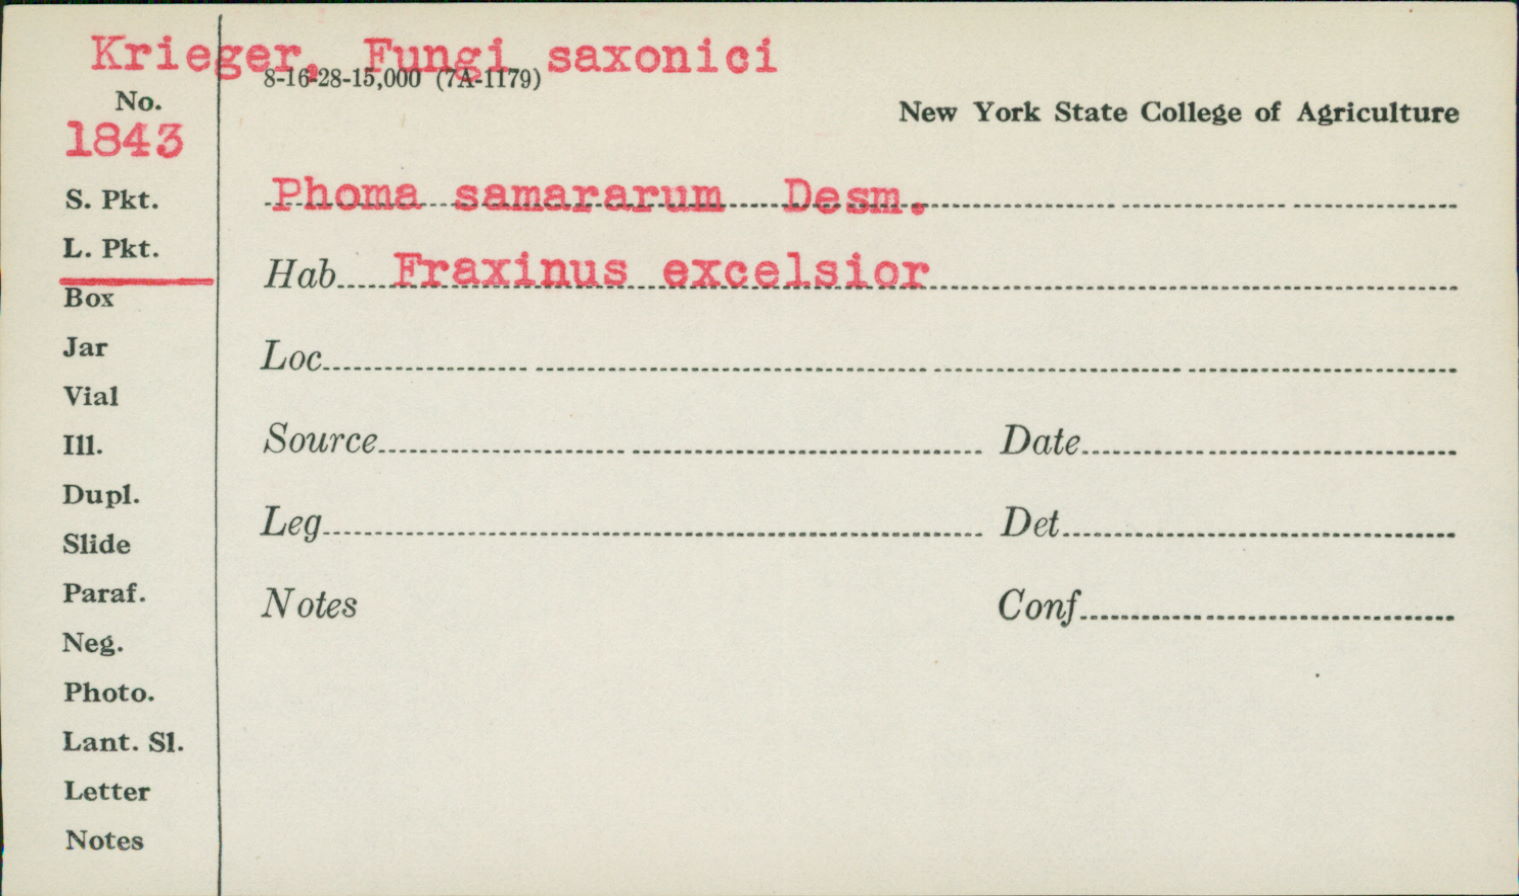 Krieger, Fungi saxonici
8-16-28-15,000 (7A-1179)
No.
1843
New York State College of Agriculture
S. Pkt.
Phoma samararum Desm.
L. Pkt.
Hab. Fraxinus excelsior
Box
Jar
Loc.
Vial
Ill.
Source
Date
Dupl.
Slide
Leg.
Det.
Paraf.
Notes
Conf.
Neg.
Photo.
Lant. Sl.
Letter
Notes